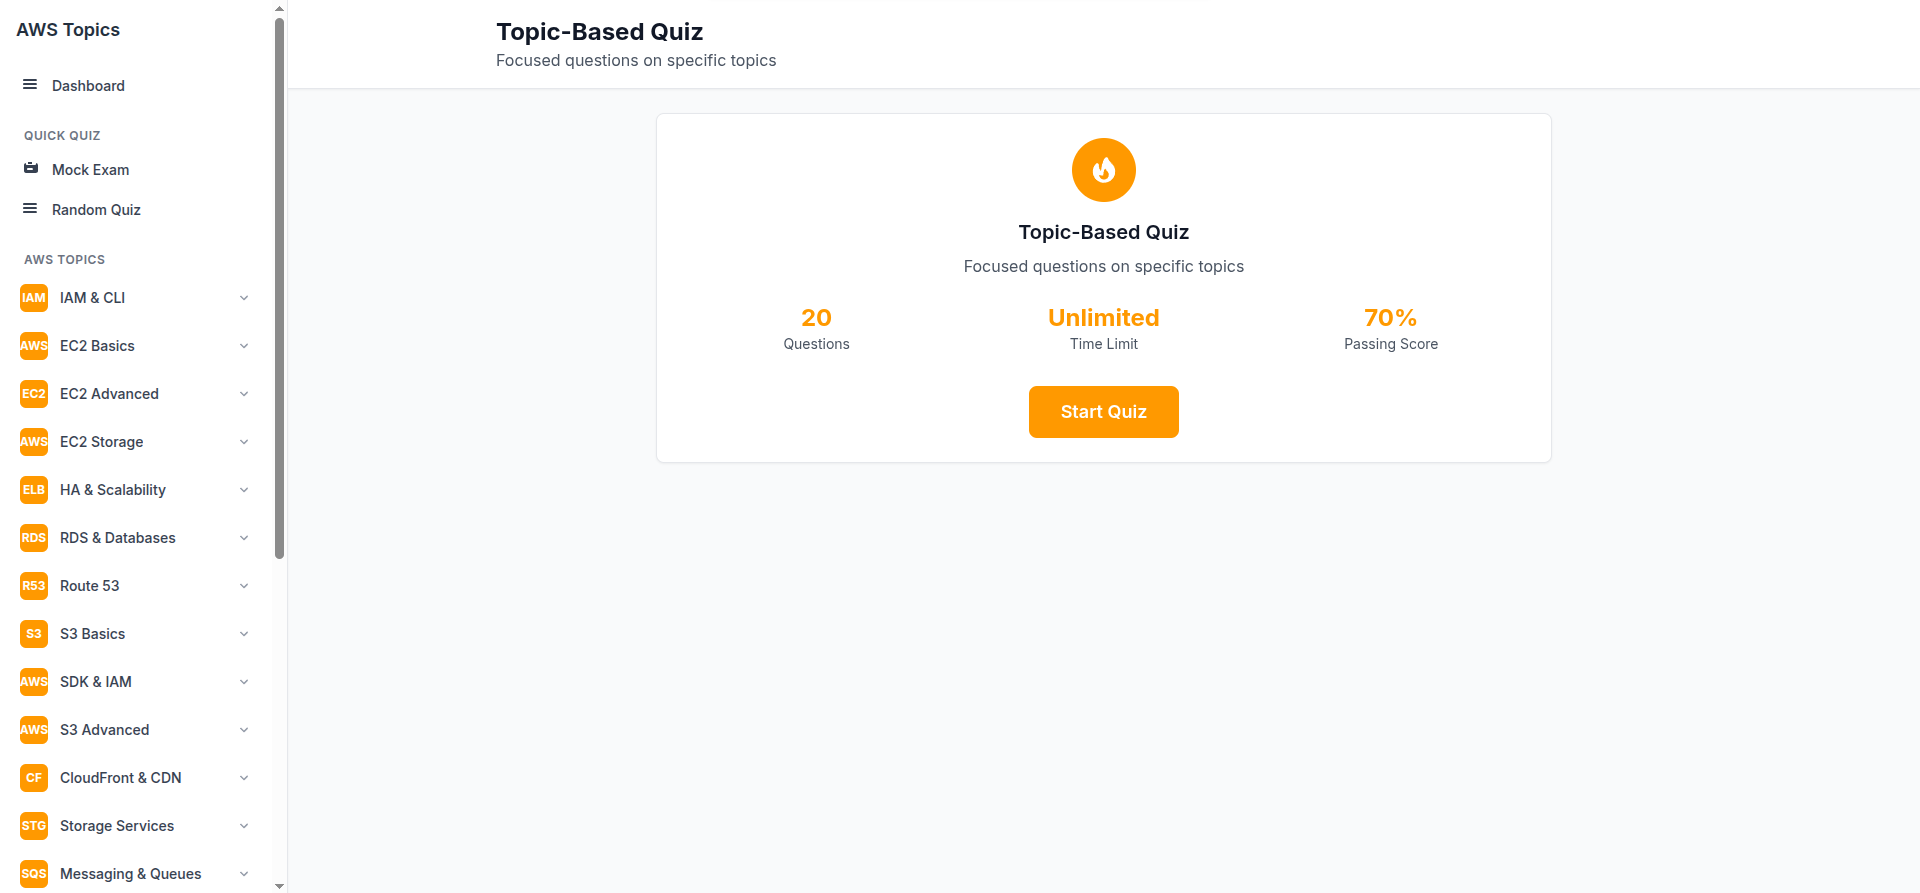 AWS Topics
Dashboard
QUICK QUIZ
Mock Exam
Random Quiz
AWS TOPICS
IAM IAM & CLI
AWS EC2 Basics
EC2 EC2 Advanced
AWS EC2 Storage
ELB HA & Scalability
RDS RDS & Databases
R53 Route 53
S3 S3 Basics
AWS SDK & IAM
AWS S3 Advanced
CF CloudFront & CDN
STG Storage Services
SQS Messaging & Queues
Topic-Based Quiz
Focused questions on specific topics
Topic-Based Quiz
Focused questions on specific topics
20
Questions
Unlimited
Time Limit
70%
Passing Score
Start Quiz